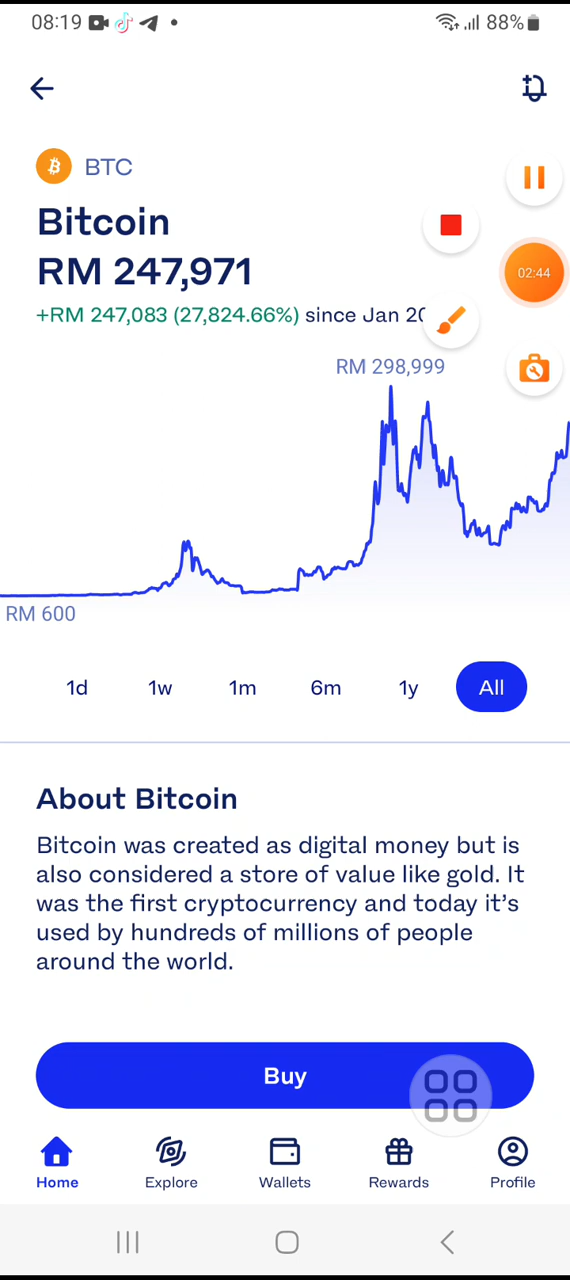 08:19
88%
BTC
Bitcoin
RM 247,971
02:44
+RM 247,083 (27,824.66%) since Jan 20
RM 298,999
RM 600
1d 1w 1m 6m 1y All
About Bitcoin
Bitcoin was created as digital money but is
also considered a store of value like gold. It
was the first cryptocurrency and today it’s
used by hundreds of millions of people
around the world.
Buy
Home Explore Wallets Rewards Profile